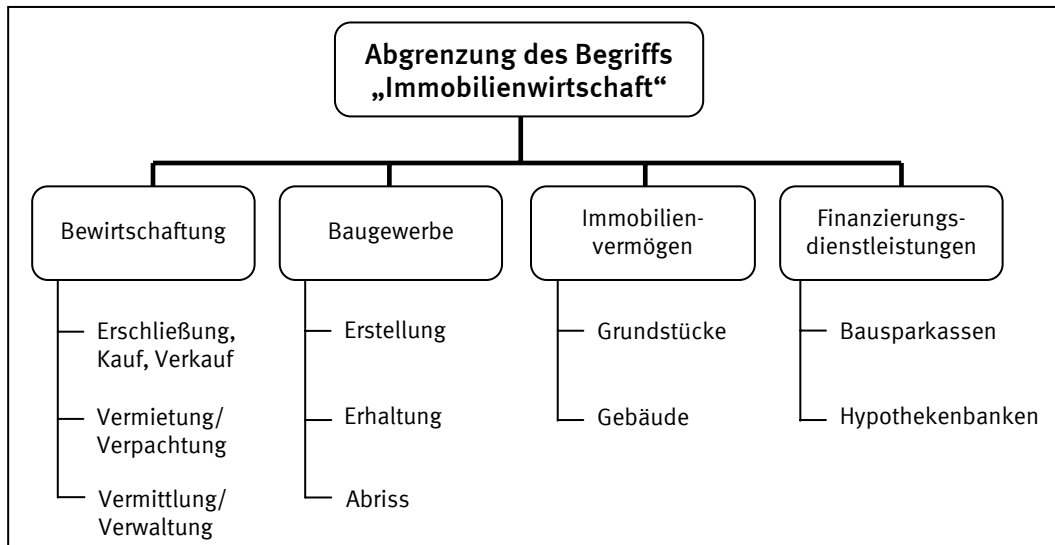 Abgrenzung des Begriffs
„Immobilienwirtschaft“
Bewirtschaftung
Baugewerbe
Immobilien-
vermögen
Finanzierungs-
dienstleistungen
Erschließung,
Kauf, Verkauf
Vermietung/
Verpachtung
Vermittlung/
Verwaltung
Erstellung
Erhaltung
Abriss
Grundstücke
Gebäude
Bausparkassen
Hypothekenbanken